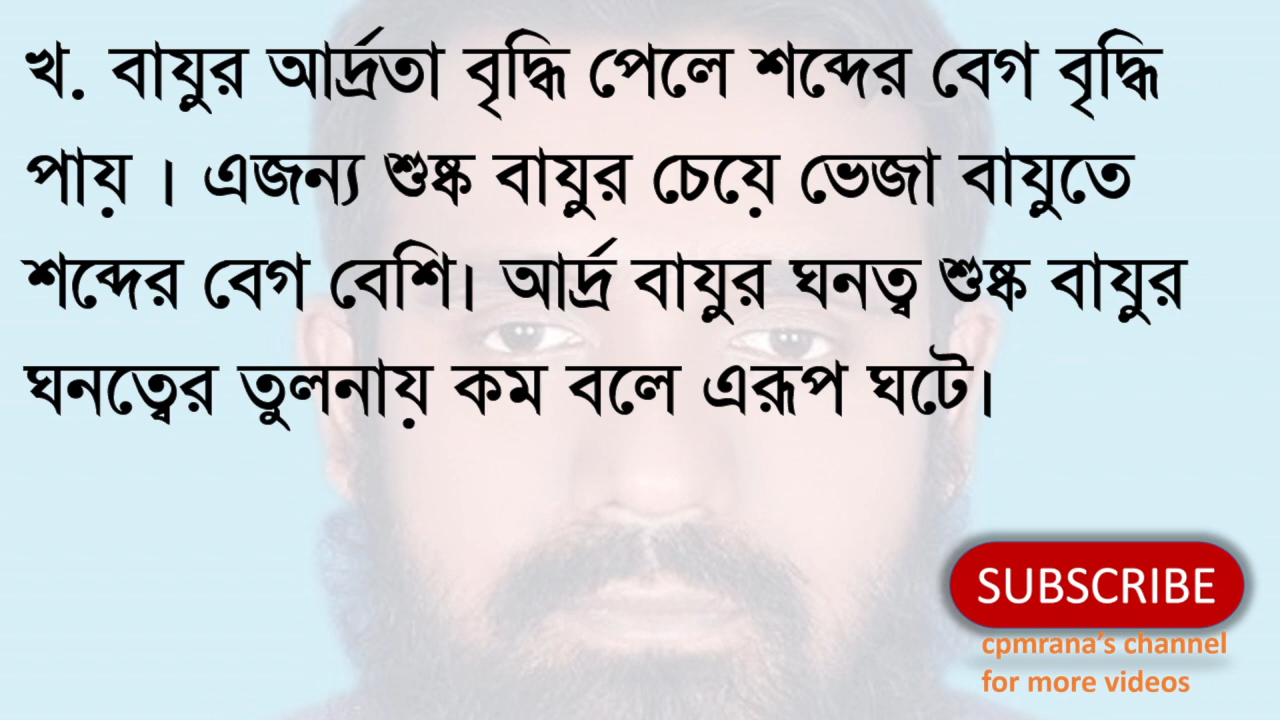 খ. বায়ুর আর্দ্রতা বৃদ্ধি পেলে শব্দের বেগ বৃদ্ধি
পায় । এজন্য শুষ্ক বায়ুর চেয়ে ভেজা বায়ুতে
শব্দের বেগ বেশি। আর্দ্র বায়ুর ঘনত্ব শুষ্ক বায়ুর
ঘনত্বের তুলনায় কম বলে এরূপ ঘটে।
SUBSCRIBE
cpmrana’s channel
for more videos